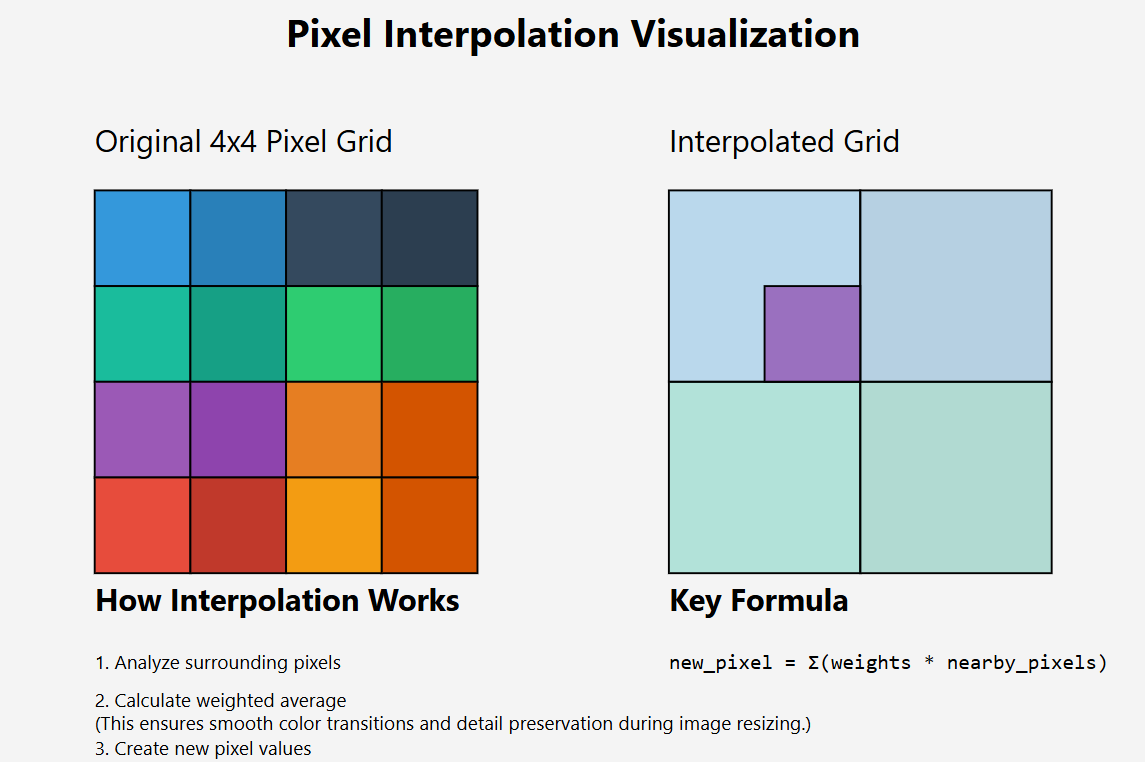 Pixel Interpolation Visualization
Original 4x4 Pixel Grid
Interpolated Grid
How Interpolation Works
1. Analyze surrounding pixels
2. Calculate weighted average
(This ensures smooth color transitions and detail preservation during image resizing.)
3. Create new pixel values
Key Formula
new_pixel = Σ(weights * nearby_pixels)